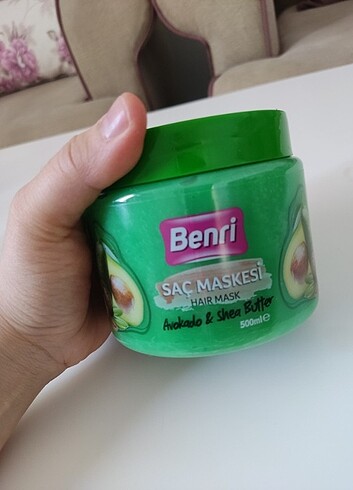 Benri
SAÇ MASKESİ
HAIR MASK
Avokado & Shea Butter
500ml e